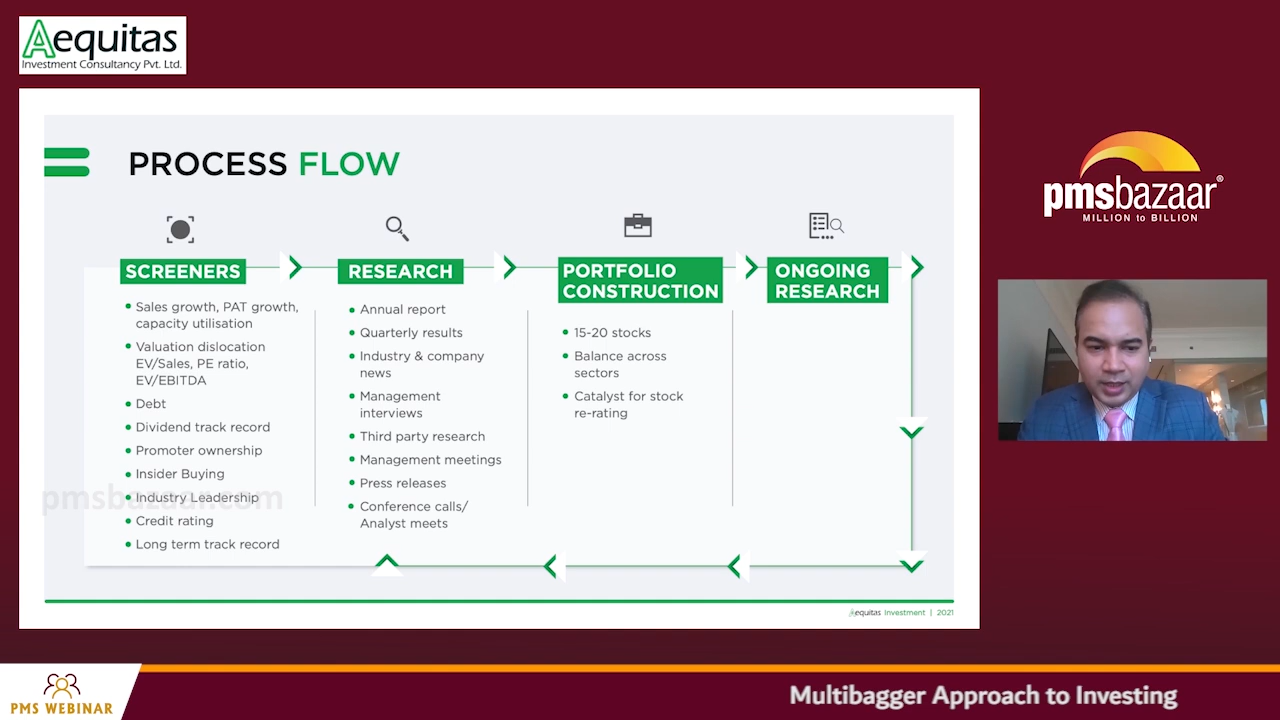 Aequitas
Investment Consultancy Pvt. Ltd.
PROCESS FLOW
SCREENERS
• Sales growth, PAT growth,
capacity utilisation
• Valuation dislocation
EV/Sales, PE ratio,
EV/EBITDA
• Debt
• Dividend track record
• Promoter ownership
• Insider Buying
• Industry Leadership
• Credit rating
• Long term track record
RESEARCH
• Annual report
• Quarterly results
• Industry & company
news
• Management
interviews
• Third party research
• Management meetings
• Press releases
• Conference calls/
Analyst meets
PORTFOLIO
CONSTRUCTION
• 15-20 stocks
• Balance across
sectors
• Catalyst for stock
re-rating
ONGOING
RESEARCH
pmsbazaar.com
Aequitas Investment | 2021
pmsbazaar®
MILLION to BILLION
PMS WEBINAR
Multibagger Approach to Investing